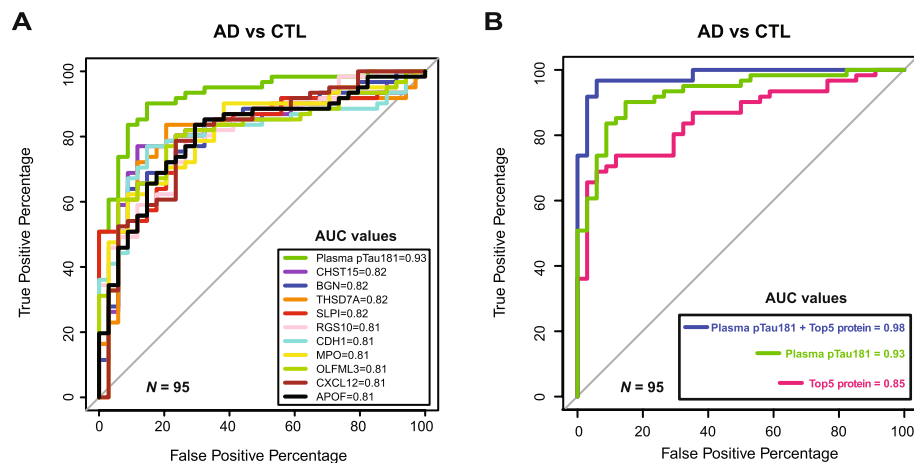 A
AD vs CTL
True Positive Percentage
100
80
60
40
20
0
AUC values
Plasma pTau181=0.93
CHST15=0.82
BGN=0.82
THSD7A=0.82
SLPI=0.82
RGS10=0.81
CDH1=0.81
MPO=0.81
OLFML3=0.81
CXCL12=0.81
APOF=0.81
N = 95
0 20 40 60 80 100
False Positive Percentage
B
AD vs CTL
True Positive Percentage
100
80
60
40
20
0
AUC values
Plasma pTau181 + Top5 protein = 0.98
Plasma pTau181 = 0.93
Top5 protein = 0.85
N = 95
0 20 40 60 80 100
False Positive Percentage